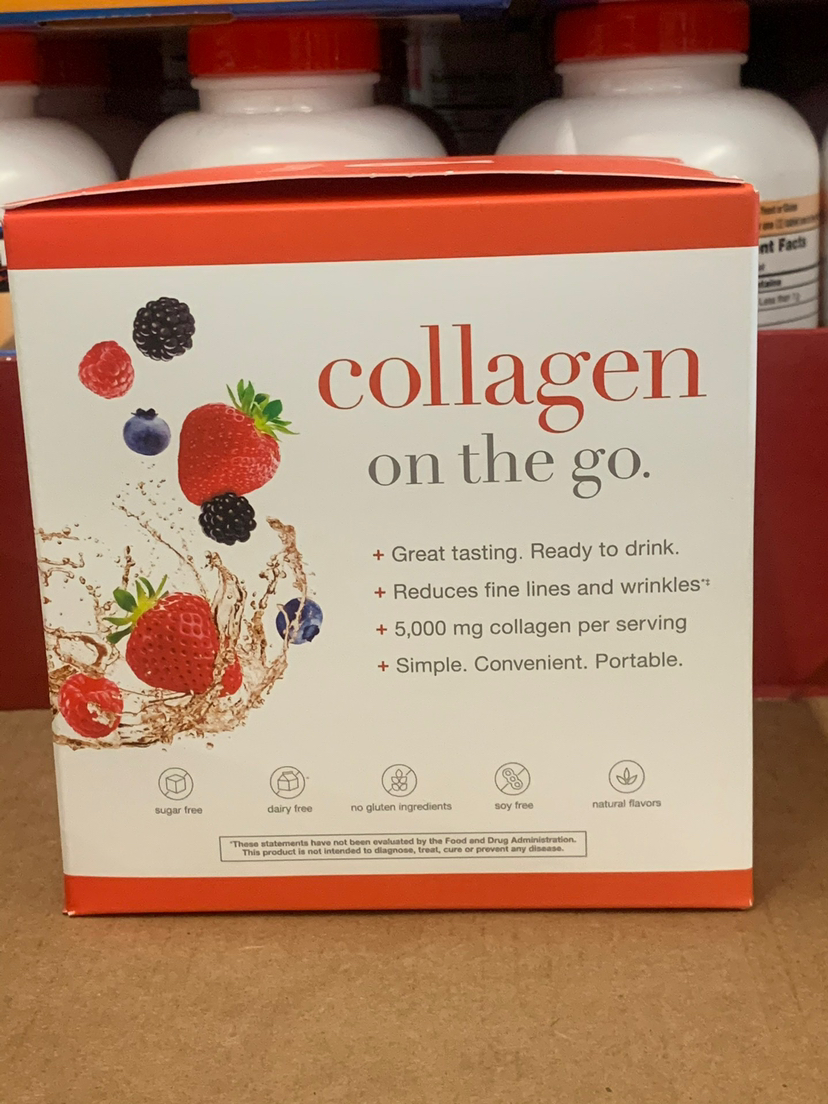 collagen
on the go.
+ Great tasting. Ready to drink.
+ Reduces fine lines and wrinkles*‡
+ 5,000 mg collagen per serving
+ Simple. Convenient. Portable.
sugar free
dairy free+
no gluten ingredients
soy free
natural flavors
*These statements have not been evaluated by the Food and Drug Administration.
This product is not intended to diagnose, treat, cure or prevent any disease.
nt Facts